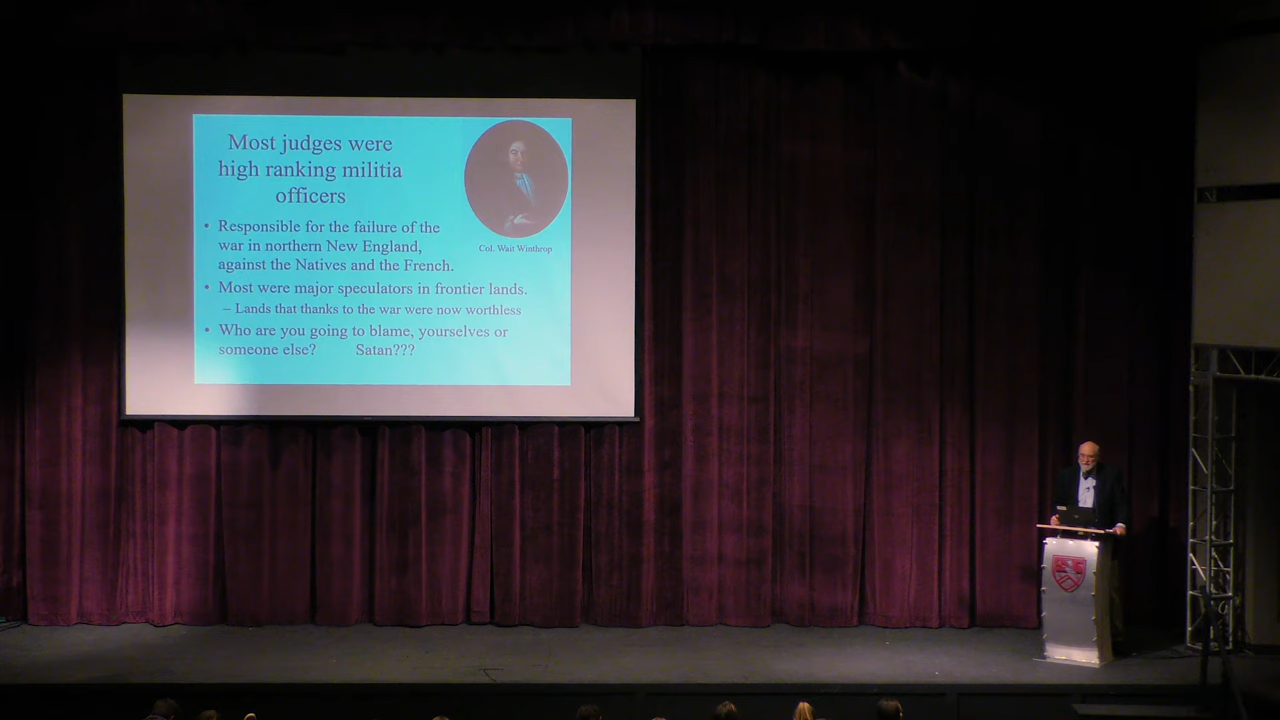 Most judges were
high ranking militia
officers
• Responsible for the failure of the
war in northern New England,
against the Natives and the French.
Col. Wait Winthrop
• Most were major speculators in frontier lands.
– Lands that thanks to the war were now worthless
• Who are you going to blame, yourselves or
someone else? Satan???